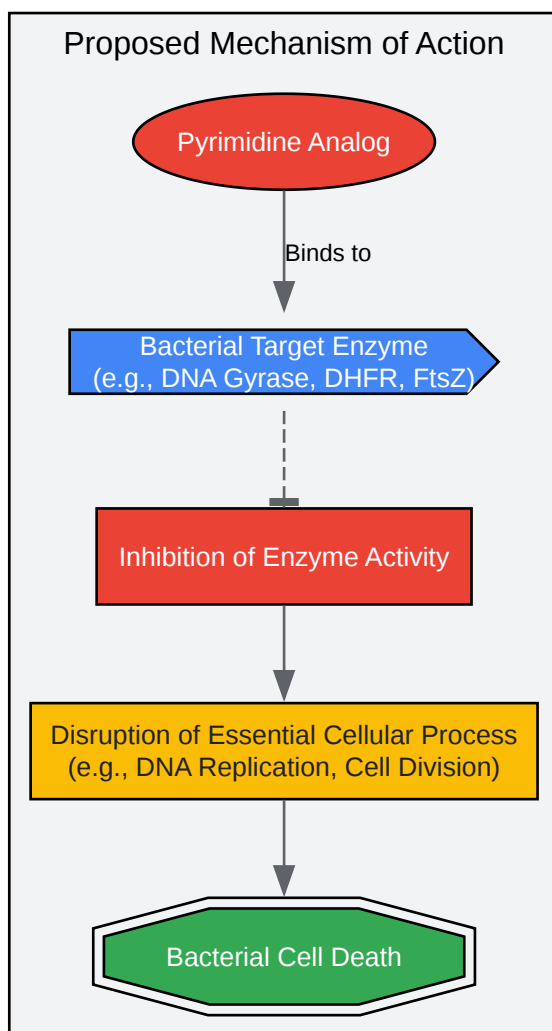 Proposed Mechanism of Action
Pyrimidine Analog
Binds to
Bacterial Target Enzyme
(e.g., DNA Gyrase, DHFR, FtsZ)
Inhibition of Enzyme Activity
Disruption of Essential Cellular Process
(e.g., DNA Replication, Cell Division)
Bacterial Cell Death